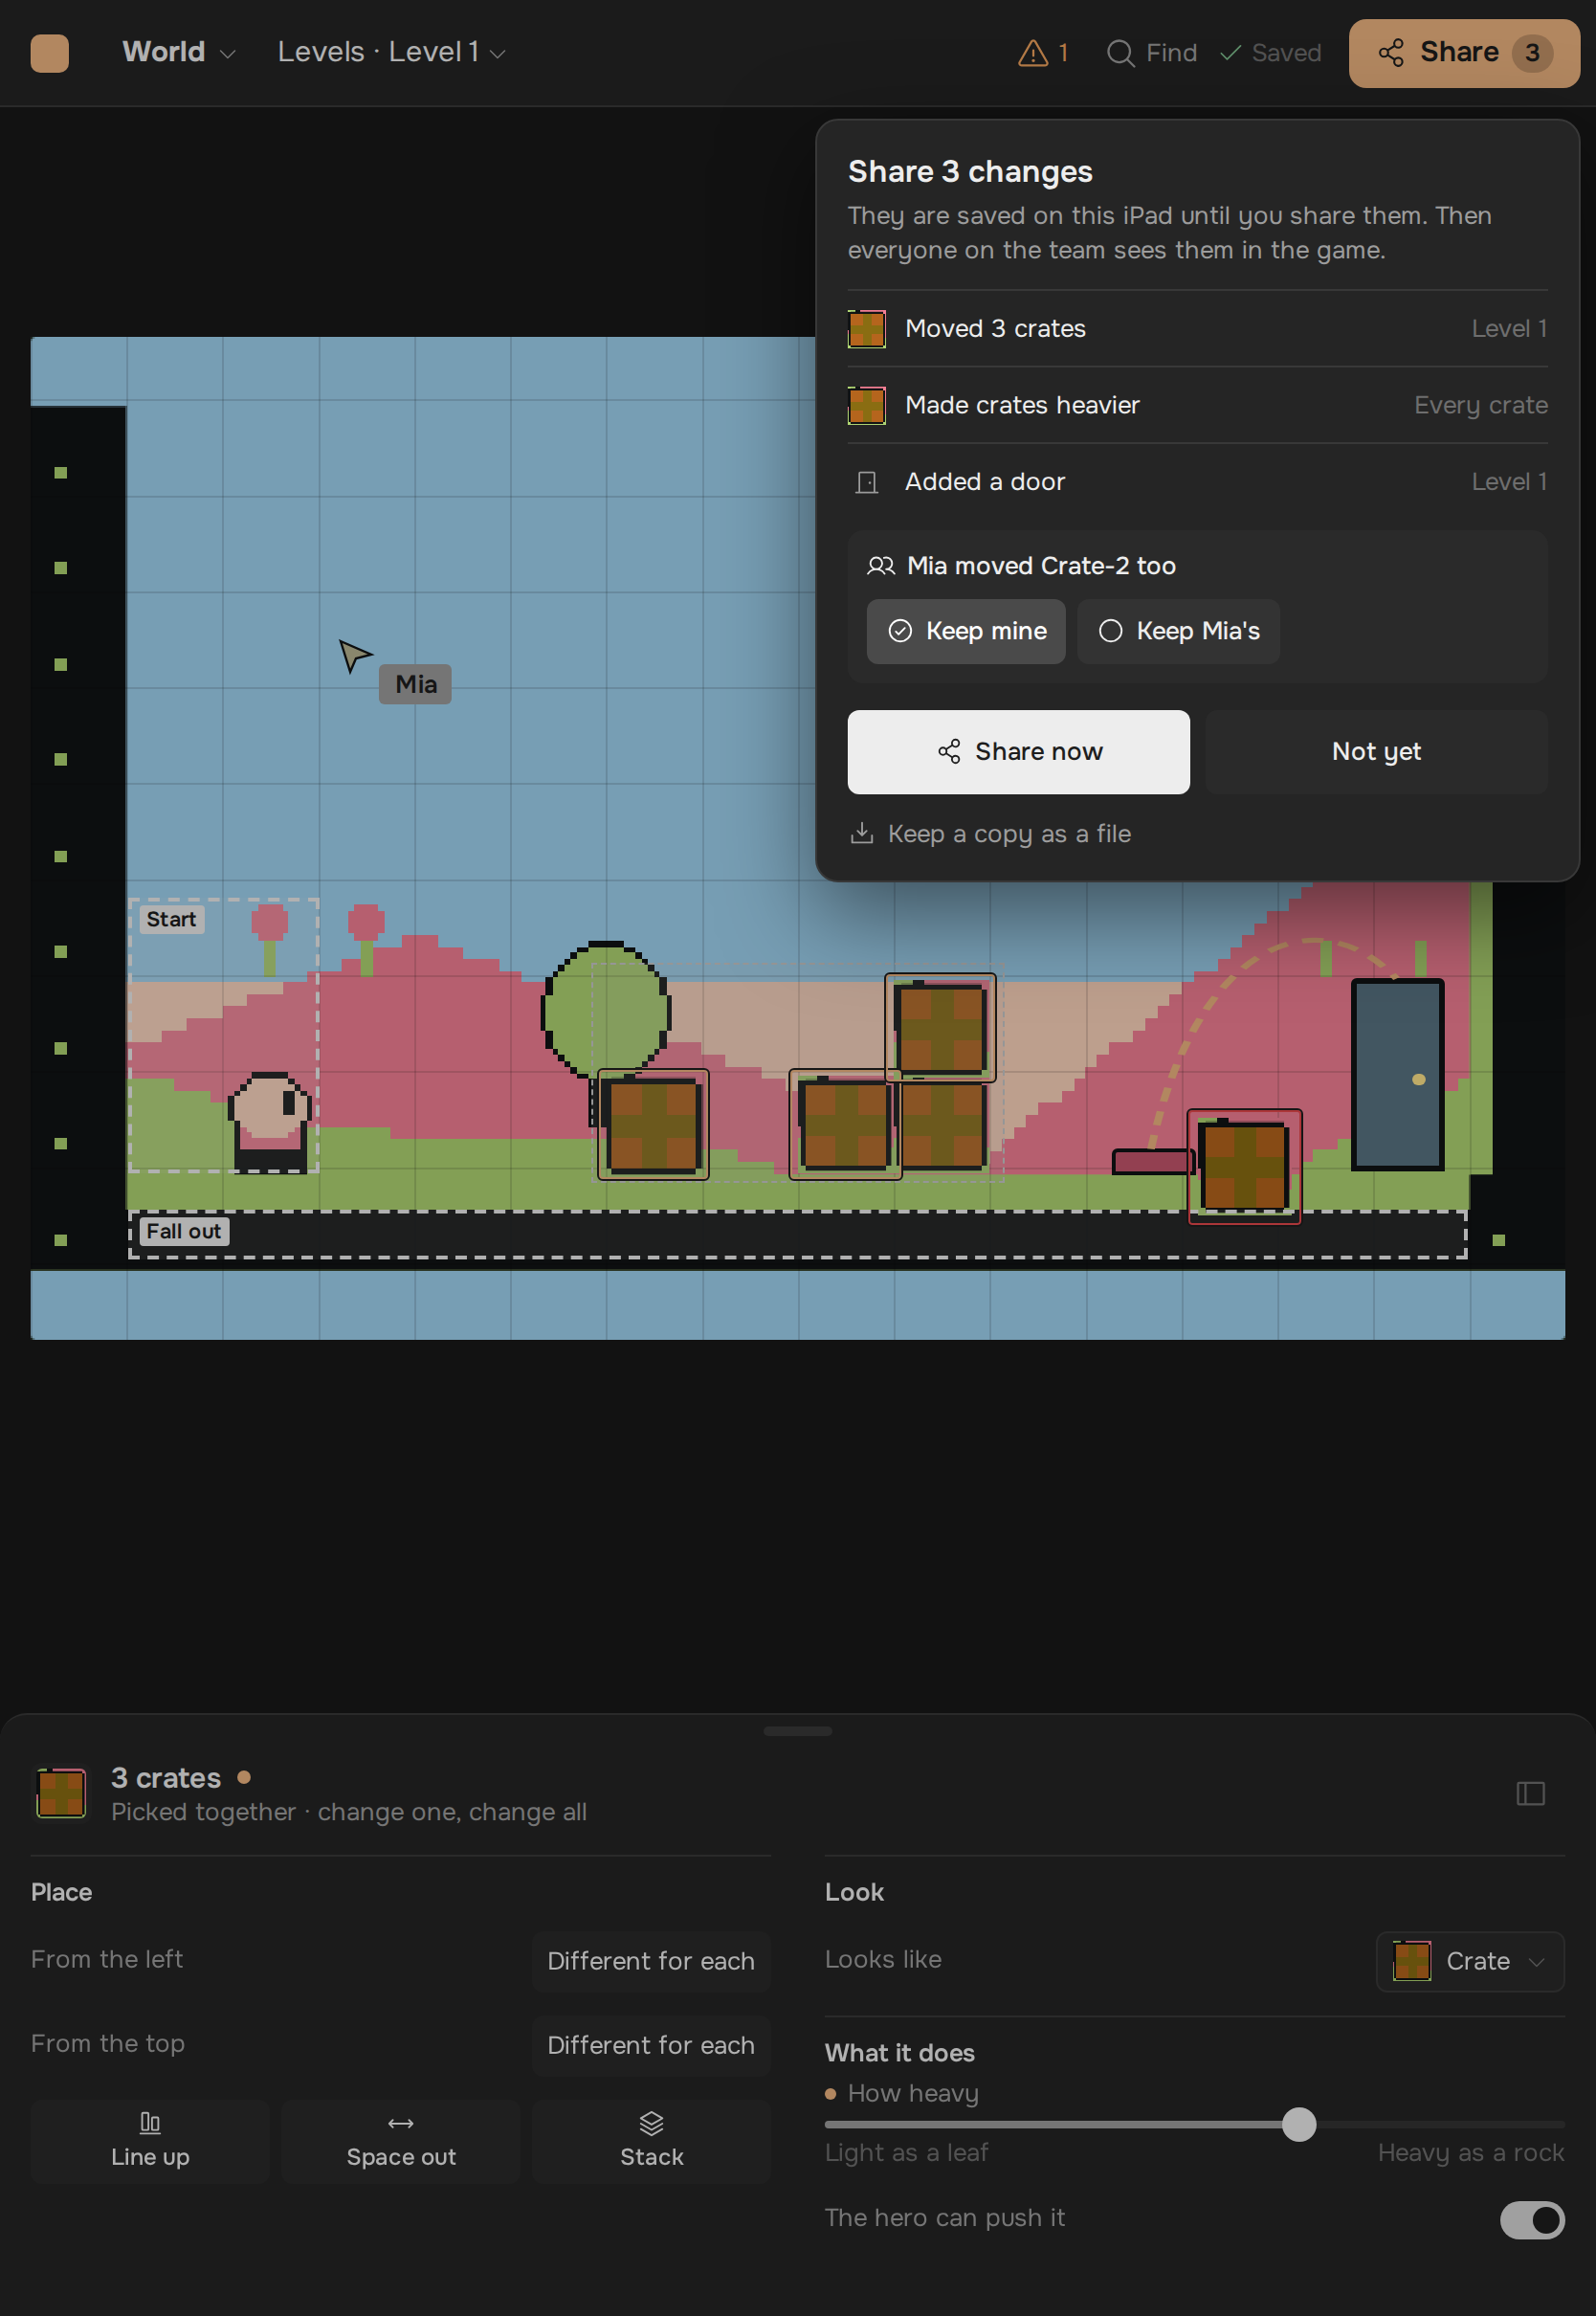 World
Levels · Level 1
1
Find
Saved
Share 3
Share 3 changes
They are saved on this iPad until you share them. Then
everyone on the team sees them in the game.
Moved 3 crates
Level 1
Made crates heavier
Every crate
Added a door
Level 1
Mia moved Crate-2 too
Keep mine
Keep Mia's
Share now
Not yet
Keep a copy as a file
Mia
Start
Fall out
3 crates
Picked together · change one, change all
Place
From the left
Different for each
From the top
Different for each
Line up
Space out
Stack
Look
Looks like
Crate
What it does
How heavy
Light as a leaf
Heavy as a rock
The hero can push it